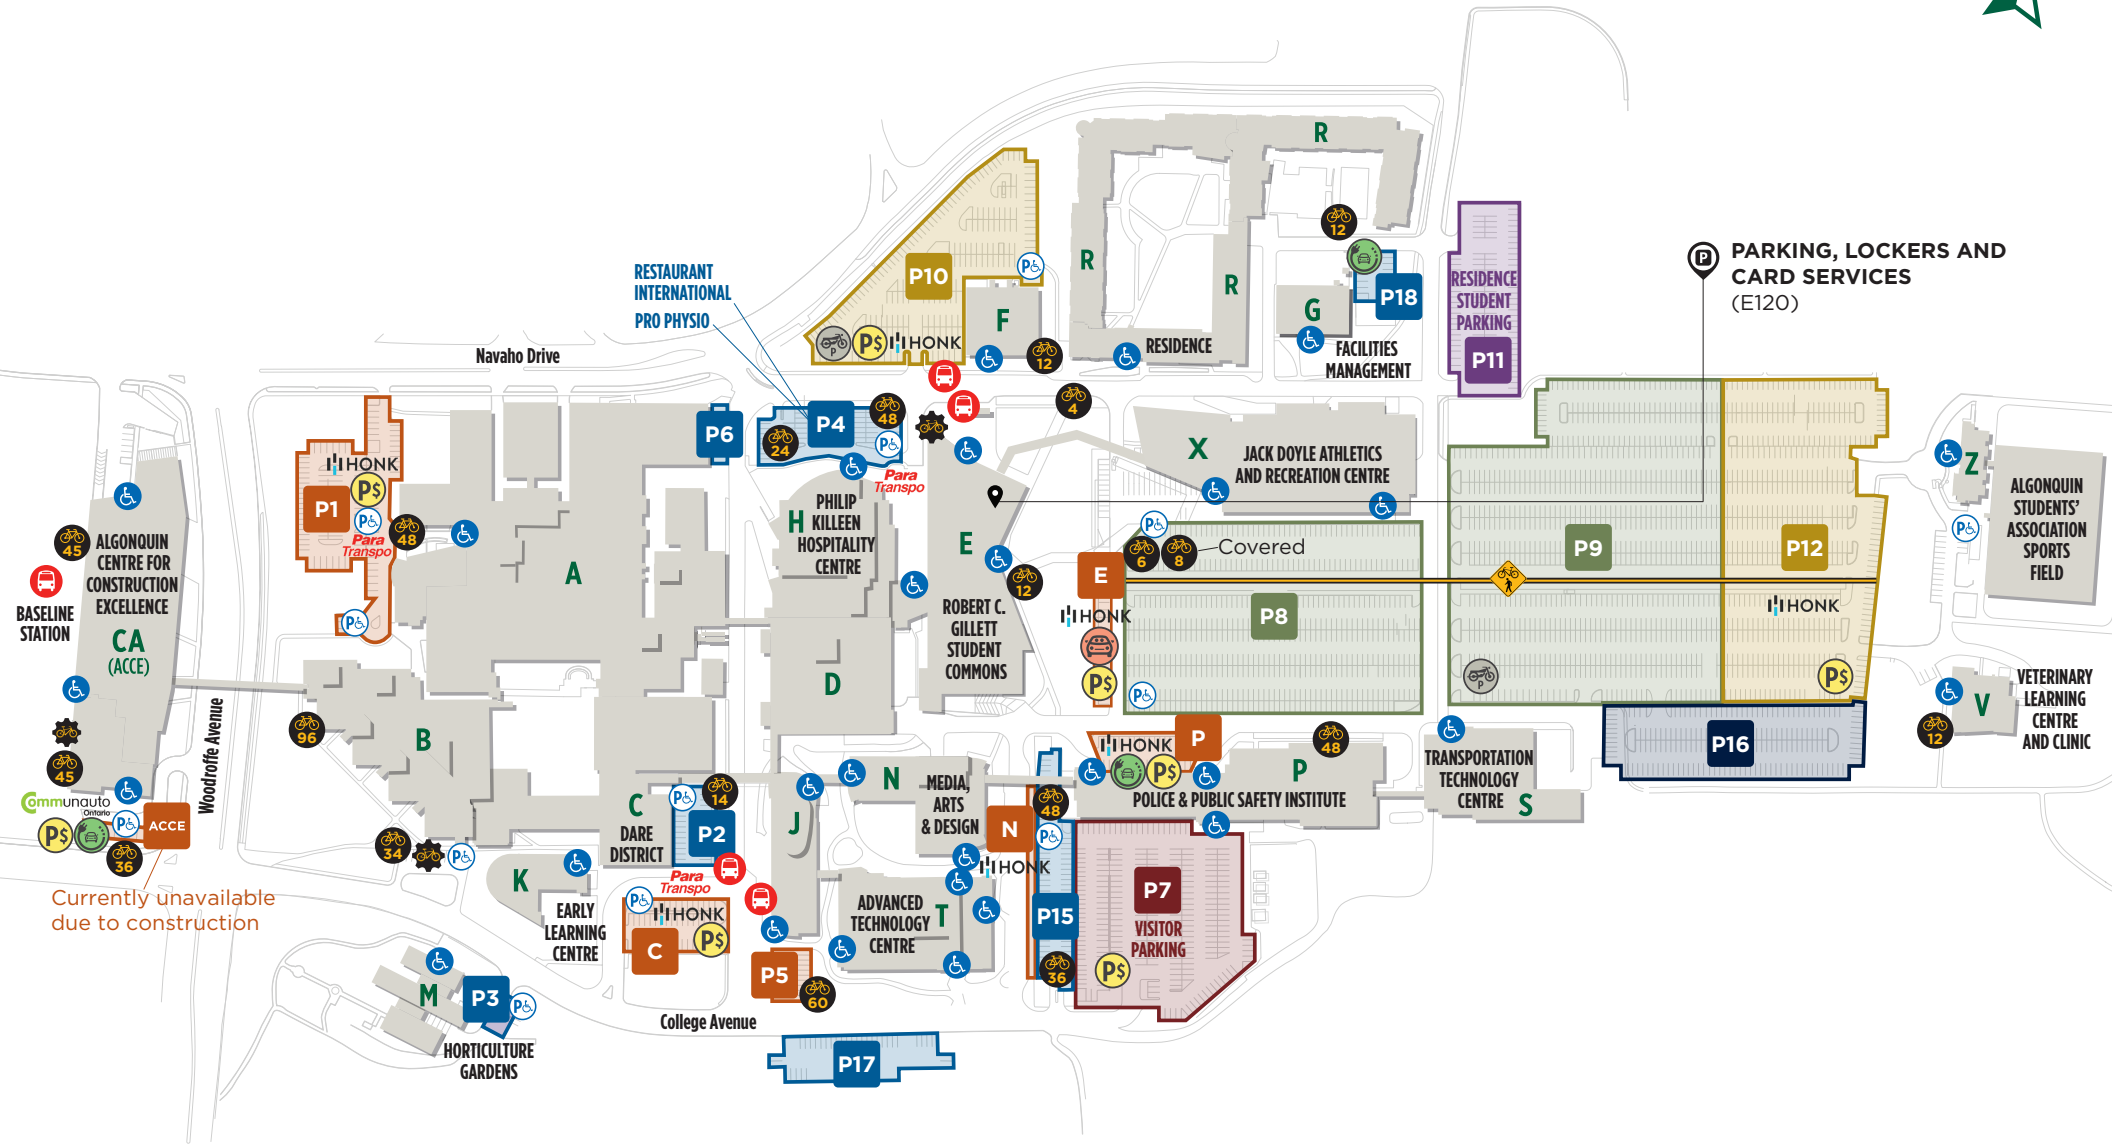 R
R
R
12
P10
F
HONK
P$
P
12
RESIDENCE
G
P18
FACILITIES
MANAGEMENT
RESIDENCE
STUDENT
PARKING
P11
PARKING, LOCKERS AND
CARD SERVICES
(E120)
RESTAURANT
INTERNATIONAL
PRO PHYSIO
Navaho Drive
P6
P4
24
48
P
Para
Transpo
4
X
JACK DOYLE ATHLETICS
AND RECREATION CENTRE
P9
P12
HONK
P$
P
Z
P
ALGONQUIN
STUDENTS'
ASSOCIATION
SPORTS
FIELD
HONK
P1
P$
P
Para
Transpo
48
P
A
H
PHILIP
KILLEEN
HOSPITALITY
CENTRE
E
12
ROBERT C.
GILLETT
STUDENT
COMMONS
D
P
6
8
Covered
E
HONK
P$
P8
P
45
BASELINE
STATION
ALGONQUIN
CENTRE FOR
CONSTRUCTION
EXCELLENCE
CA
(ACCE)
45
Communauto
Ontario
P$
P
ACCE
36
Currently unavailable
due to construction
Woodroffe Avenue
96
B
34
P
C
DARE
DISTRICT
P
14
P2
Para
Transpo
K
EARLY
LEARNING
CENTRE
P
HONK
C
P$
J
N
MEDIA,
ARTS
& DESIGN
N
HONK
ADVANCED
TECHNOLOGY
CENTRE
T
P5
60
48
P
P15
36
HONK
P
P$
48
P
POLICE & PUBLIC SAFETY INSTITUTE
P7
VISITOR
PARKING
P$
TRANSPORTATION
TECHNOLOGY
CENTRE
S
P16
12
V
VETERINARY
LEARNING
CENTRE
AND CLINIC
M
P3
P
HORTICULTURE
GARDENS
College Avenue
P17